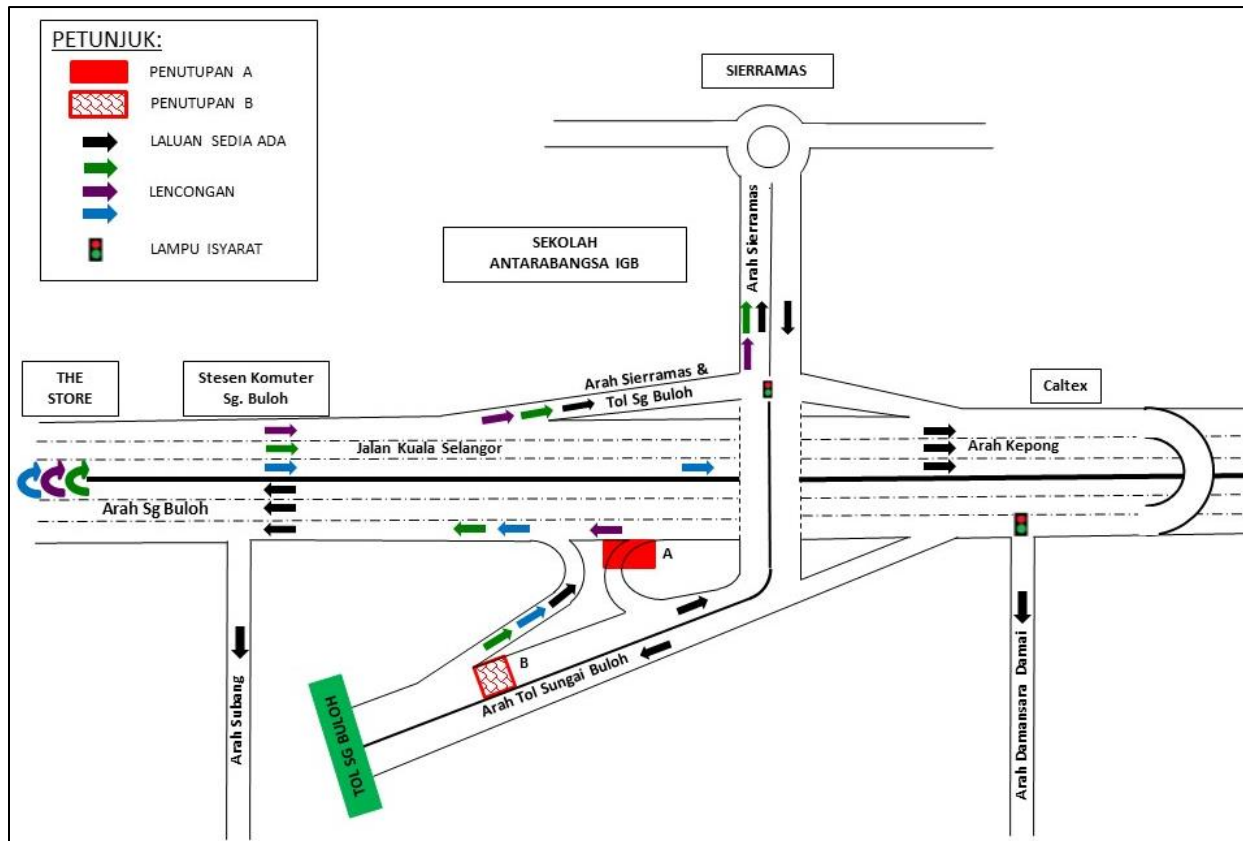 PETUNJUK:
PENUTUPAN A
PENUTUPAN B
LALUAN SEDIA ADA
LENCONGAN
LAMPU ISYARAT
SIERRAMAS
SEKOLAH
ANTARABANGSA IGB
Arah Sierramas
THE
STORE
Stesen Komuter
Sg. Buloh
Arah Sierramas &
Tol Sg Buloh
Caltex
Jalan Kuala Selangor
Arah Kepong
Arah Sg Buloh
A
B
Arah Tol Sungai Buloh
TOL SG BULOH
Arah Subang
Arah Damansara Damai